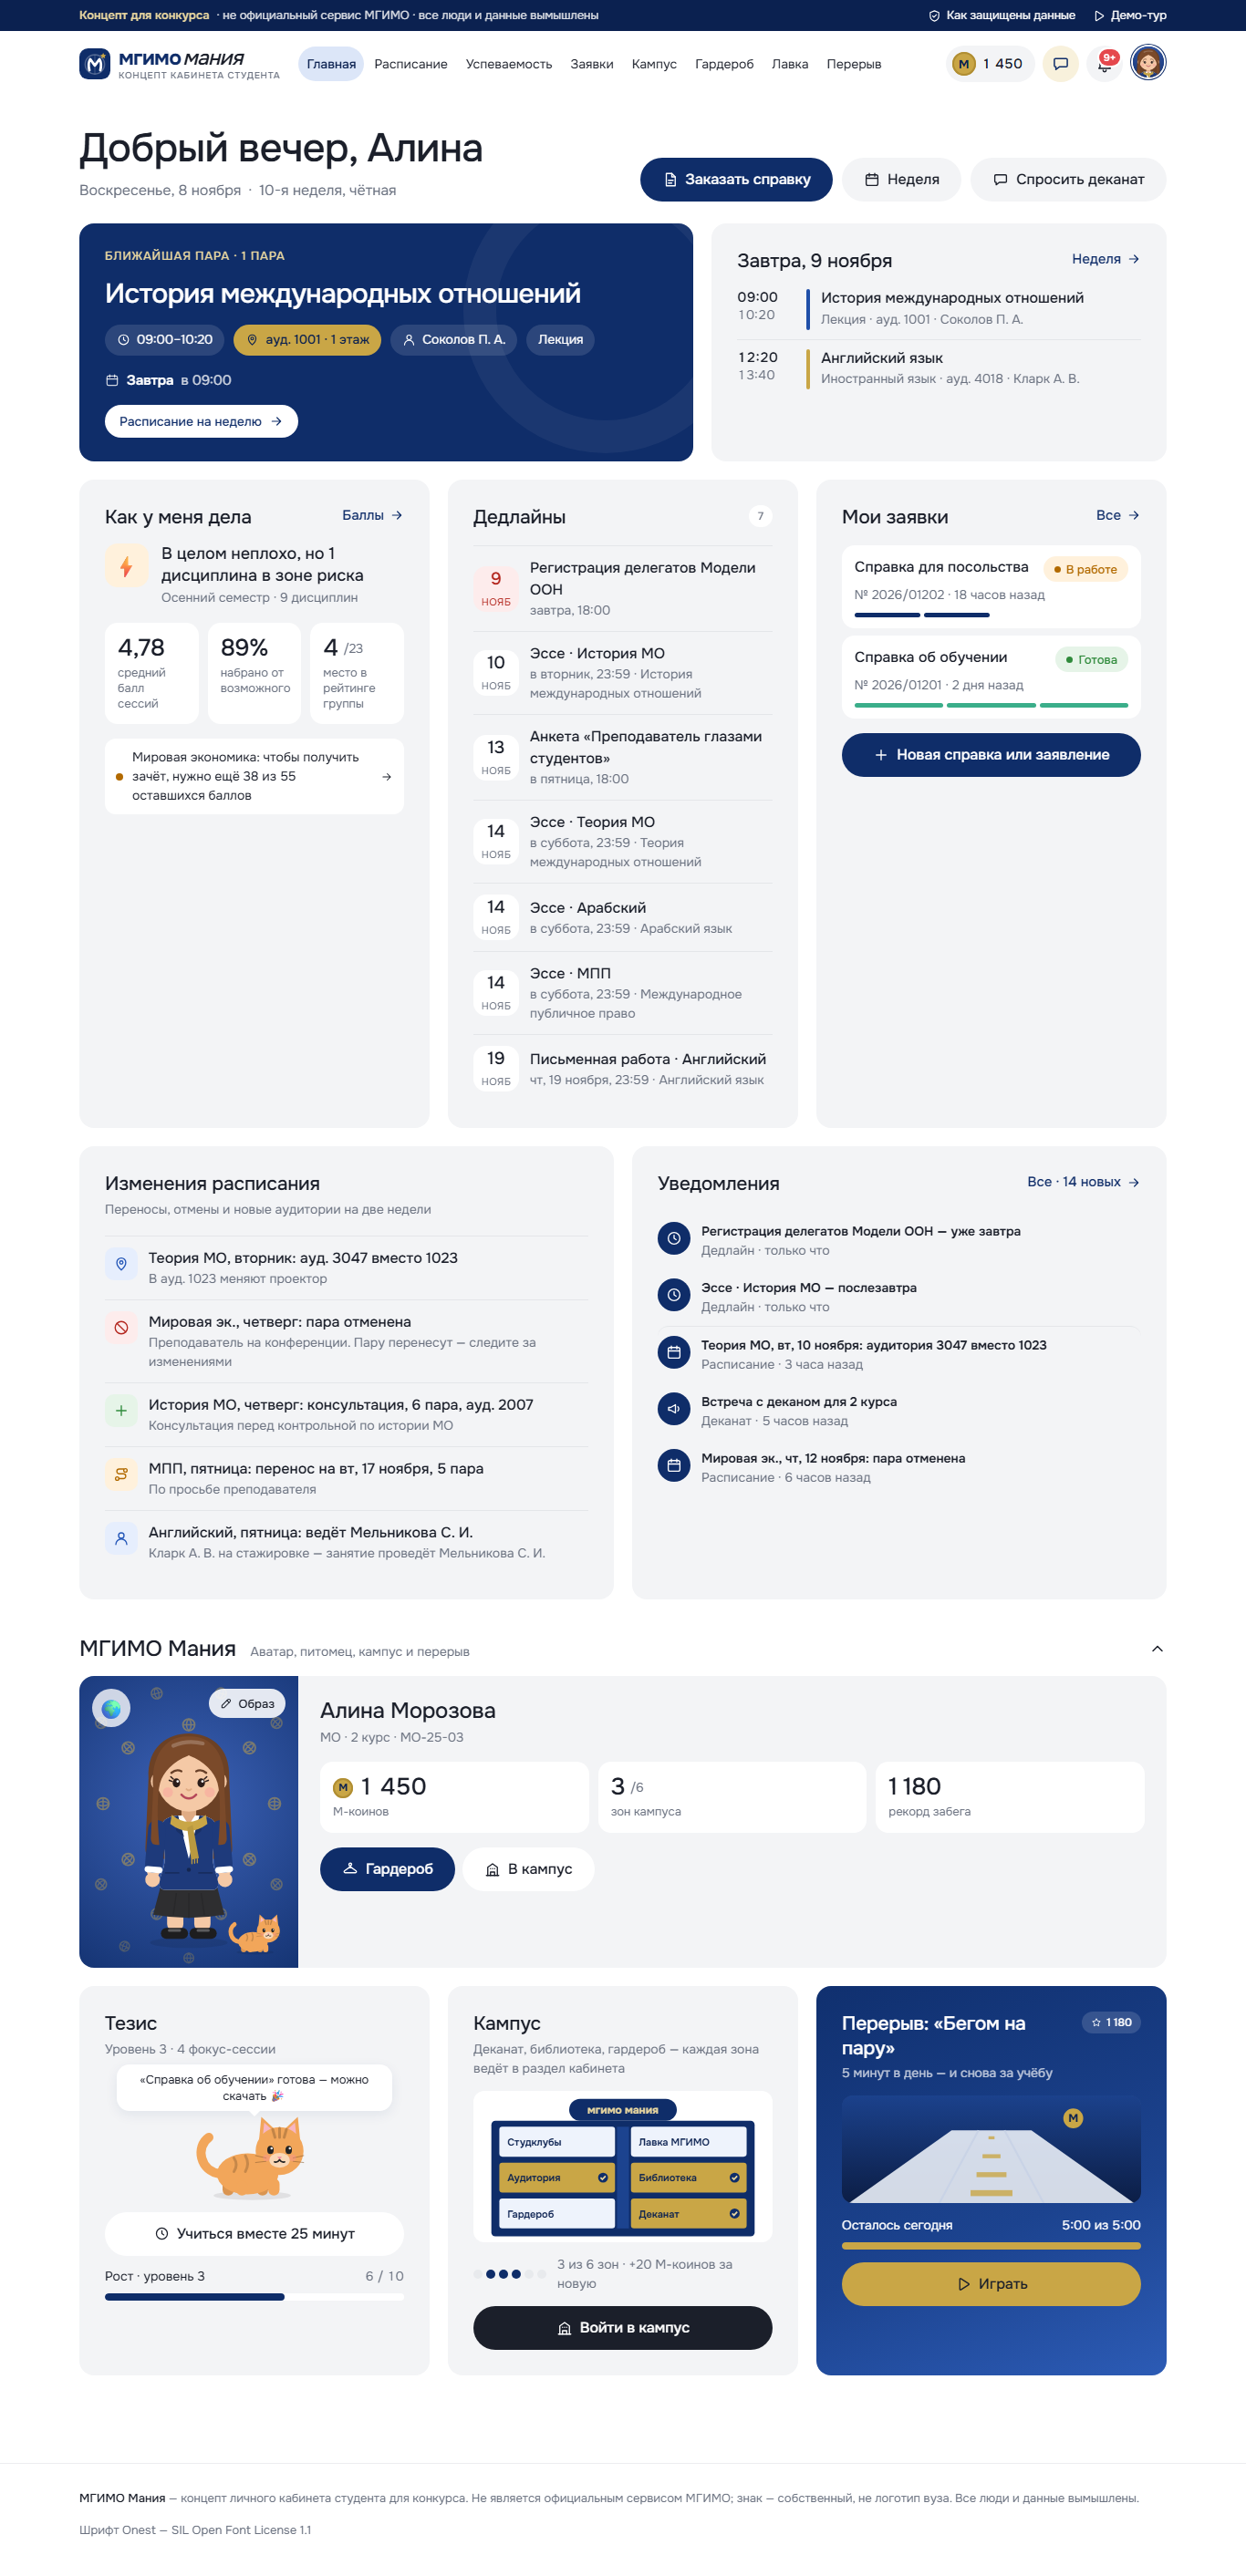 Концепт для конкурса · не официальный сервис МГИМО · все люди и данные вымышлены
Как защищены данные
Демо-тур
М
МГИМО мания
КОНЦЕПТ КАБИНЕТА СТУДЕНТА
Главная
Расписание
Успеваемость
Заявки
Кампус
Гардероб
Лавка
Перерыв
М 1 450
9+
Добрый вечер, Алина
Воскресенье, 8 ноября · 10-я неделя, чётная
Заказать справку
Неделя
Спросить деканат
БЛИЖАЙШАЯ ПАРА · 1 ПАРА
История международных отношений
09:00–10:20
ауд. 1001 · 1 этаж
Соколов П. А.
Лекция
Завтра в 09:00
Расписание на неделю →
Завтра, 9 ноября
Неделя →
09:00
10:20
История международных отношений
Лекция · ауд. 1001 · Соколов П. А.
12:20
13:40
Английский язык
Иностранный язык · ауд. 4018 · Кларк А. В.
Как у меня дела
Баллы →
В целом неплохо, но 1
дисциплина в зоне риска
Осенний семестр · 9 дисциплин
4,78
средний
балл
сессий
89%
набрано от
возможного
4 /23
место в
рейтинге
группы
Мировая экономика: чтобы получить
зачёт, нужно ещё 38 из 55
оставшихся баллов
→
Дедлайны
7
9
НОЯБ
Регистрация делегатов Модели
ООН
завтра, 18:00
10
НОЯБ
Эссе · История МО
в вторник, 23:59 · История
международных отношений
13
НОЯБ
Анкета «Преподаватель глазами
студентов»
в пятница, 18:00
14
НОЯБ
Эссе · Теория МО
в суббота, 23:59 · Теория
международных отношений
14
НОЯБ
Эссе · Арабский
в суббота, 23:59 · Арабский язык
14
НОЯБ
Эссе · МПП
в суббота, 23:59 · Международное
публичное право
19
НОЯБ
Письменная работа · Английский
чт, 19 ноября, 23:59 · Английский язык
Мои заявки
Все →
Справка для посольства
В работе
№ 2026/01202 · 18 часов назад
Справка об обучении
Готова
№ 2026/01201 · 2 дня назад
+ Новая справка или заявление
Изменения расписания
Переносы, отмены и новые аудитории на две недели
Теория МО, вторник: ауд. 3047 вместо 1023
В ауд. 1023 меняют проектор
Мировая эк., четверг: пара отменена
Преподаватель на конференции. Пару перенесут — следите за
изменениями
История МО, четверг: консультация, 6 пара, ауд. 2007
Консультация перед контрольной по истории МО
МПП, пятница: перенос на вт, 17 ноября, 5 пара
По просьбе преподавателя
Английский, пятница: ведёт Мельникова С. И.
Кларк А. В. на стажировке — занятие проведёт Мельникова С. И.
Уведомления
Все · 14 новых →
Регистрация делегатов Модели ООН — уже завтра
Дедлайн · только что
Эссе · История МО — послезавтра
Дедлайн · только что
Теория МО, вт, 10 ноября: аудитория 3047 вместо 1023
Расписание · 3 часа назад
Встреча с деканом для 2 курса
Деканат · 5 часов назад
Мировая эк., чт, 12 ноября: пара отменена
Расписание · 6 часов назад
МГИМО Мания
Аватар, питомец, кампус и перерыв
Образ
Алина Морозова
МО · 2 курс · МО-25-03
М 1 450
М-коинов
3 /6
зон кампуса
1 180
рекорд забега
Гардероб
В кампус
Тезис
Уровень 3 · 4 фокус-сессии
«Справка об обучении» готова — можно
скачать 🎉
Учиться вместе 25 минут
Рост · уровень 3
6 / 10
Кампус
Деканат, библиотека, гардероб — каждая зона
ведёт в раздел кабинета
мгимо мания
Студклубы
Лавка МГИМО
Аудитория
Библиотека
Гардероб
Деканат
3 из 6 зон · +20 М-коинов за
новую
Войти в кампус
Перерыв: «Бегом на
пару»
1 180
5 минут в день — и снова за учёбу
М
Осталось сегодня
5:00 из 5:00
Играть
МГИМО Мания — концепт личного кабинета студента для конкурса. Не является официальным сервисом МГИМО; знак — собственный, не логотип вуза. Все люди и данные вымышлены.
Шрифт Onest — SIL Open Font License 1.1